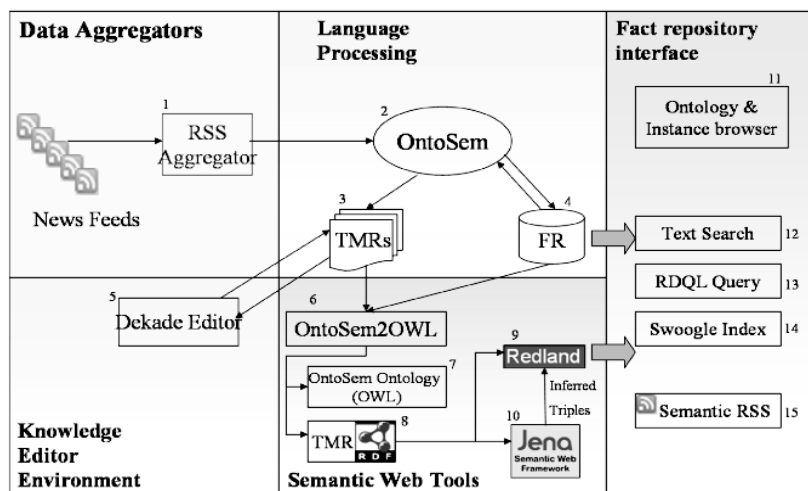 Data Aggregators
Language
Processing
Fact repository
interface
1
RSS
Aggregator
News Feeds
2
OntoSem
3
TMRs
4
FR
11
Ontology &
Instance browser
Text Search
12
RDQL Query
13
Swoogle Index
14
Semantic RSS
15
5
Dekade Editor
6
OntoSem2OWL
7
OntoSem Ontology
(OWL)
8
TMR
RDF
9
Redland
Inferred
Triples
10
Jena
Semantic Web
Framework
Knowledge
Editor
Environment
Semantic Web Tools